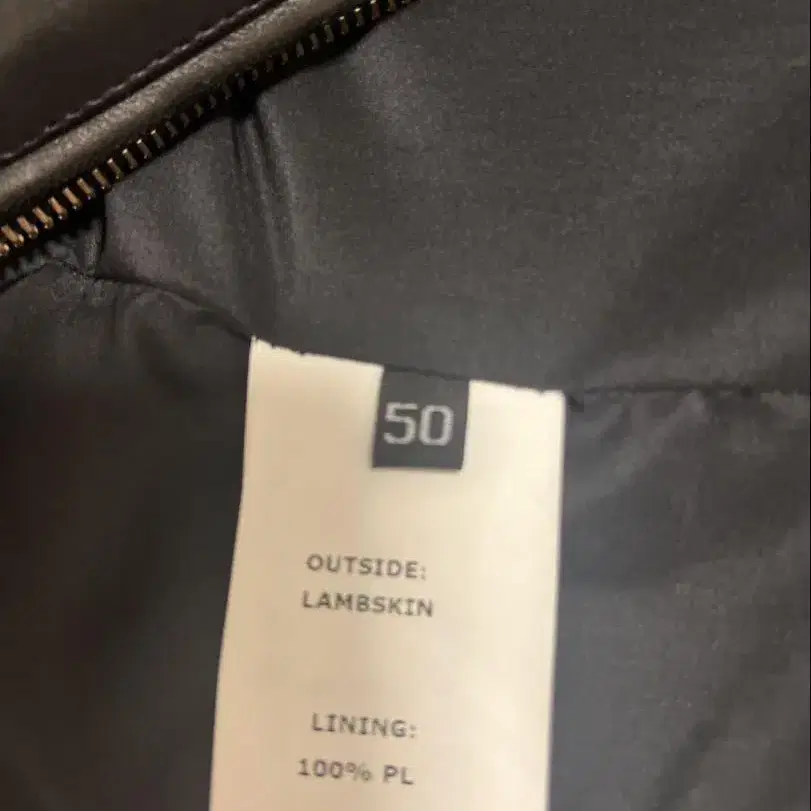 50
OUTSIDE:
LAMBSKIN
LINING:
100% PL